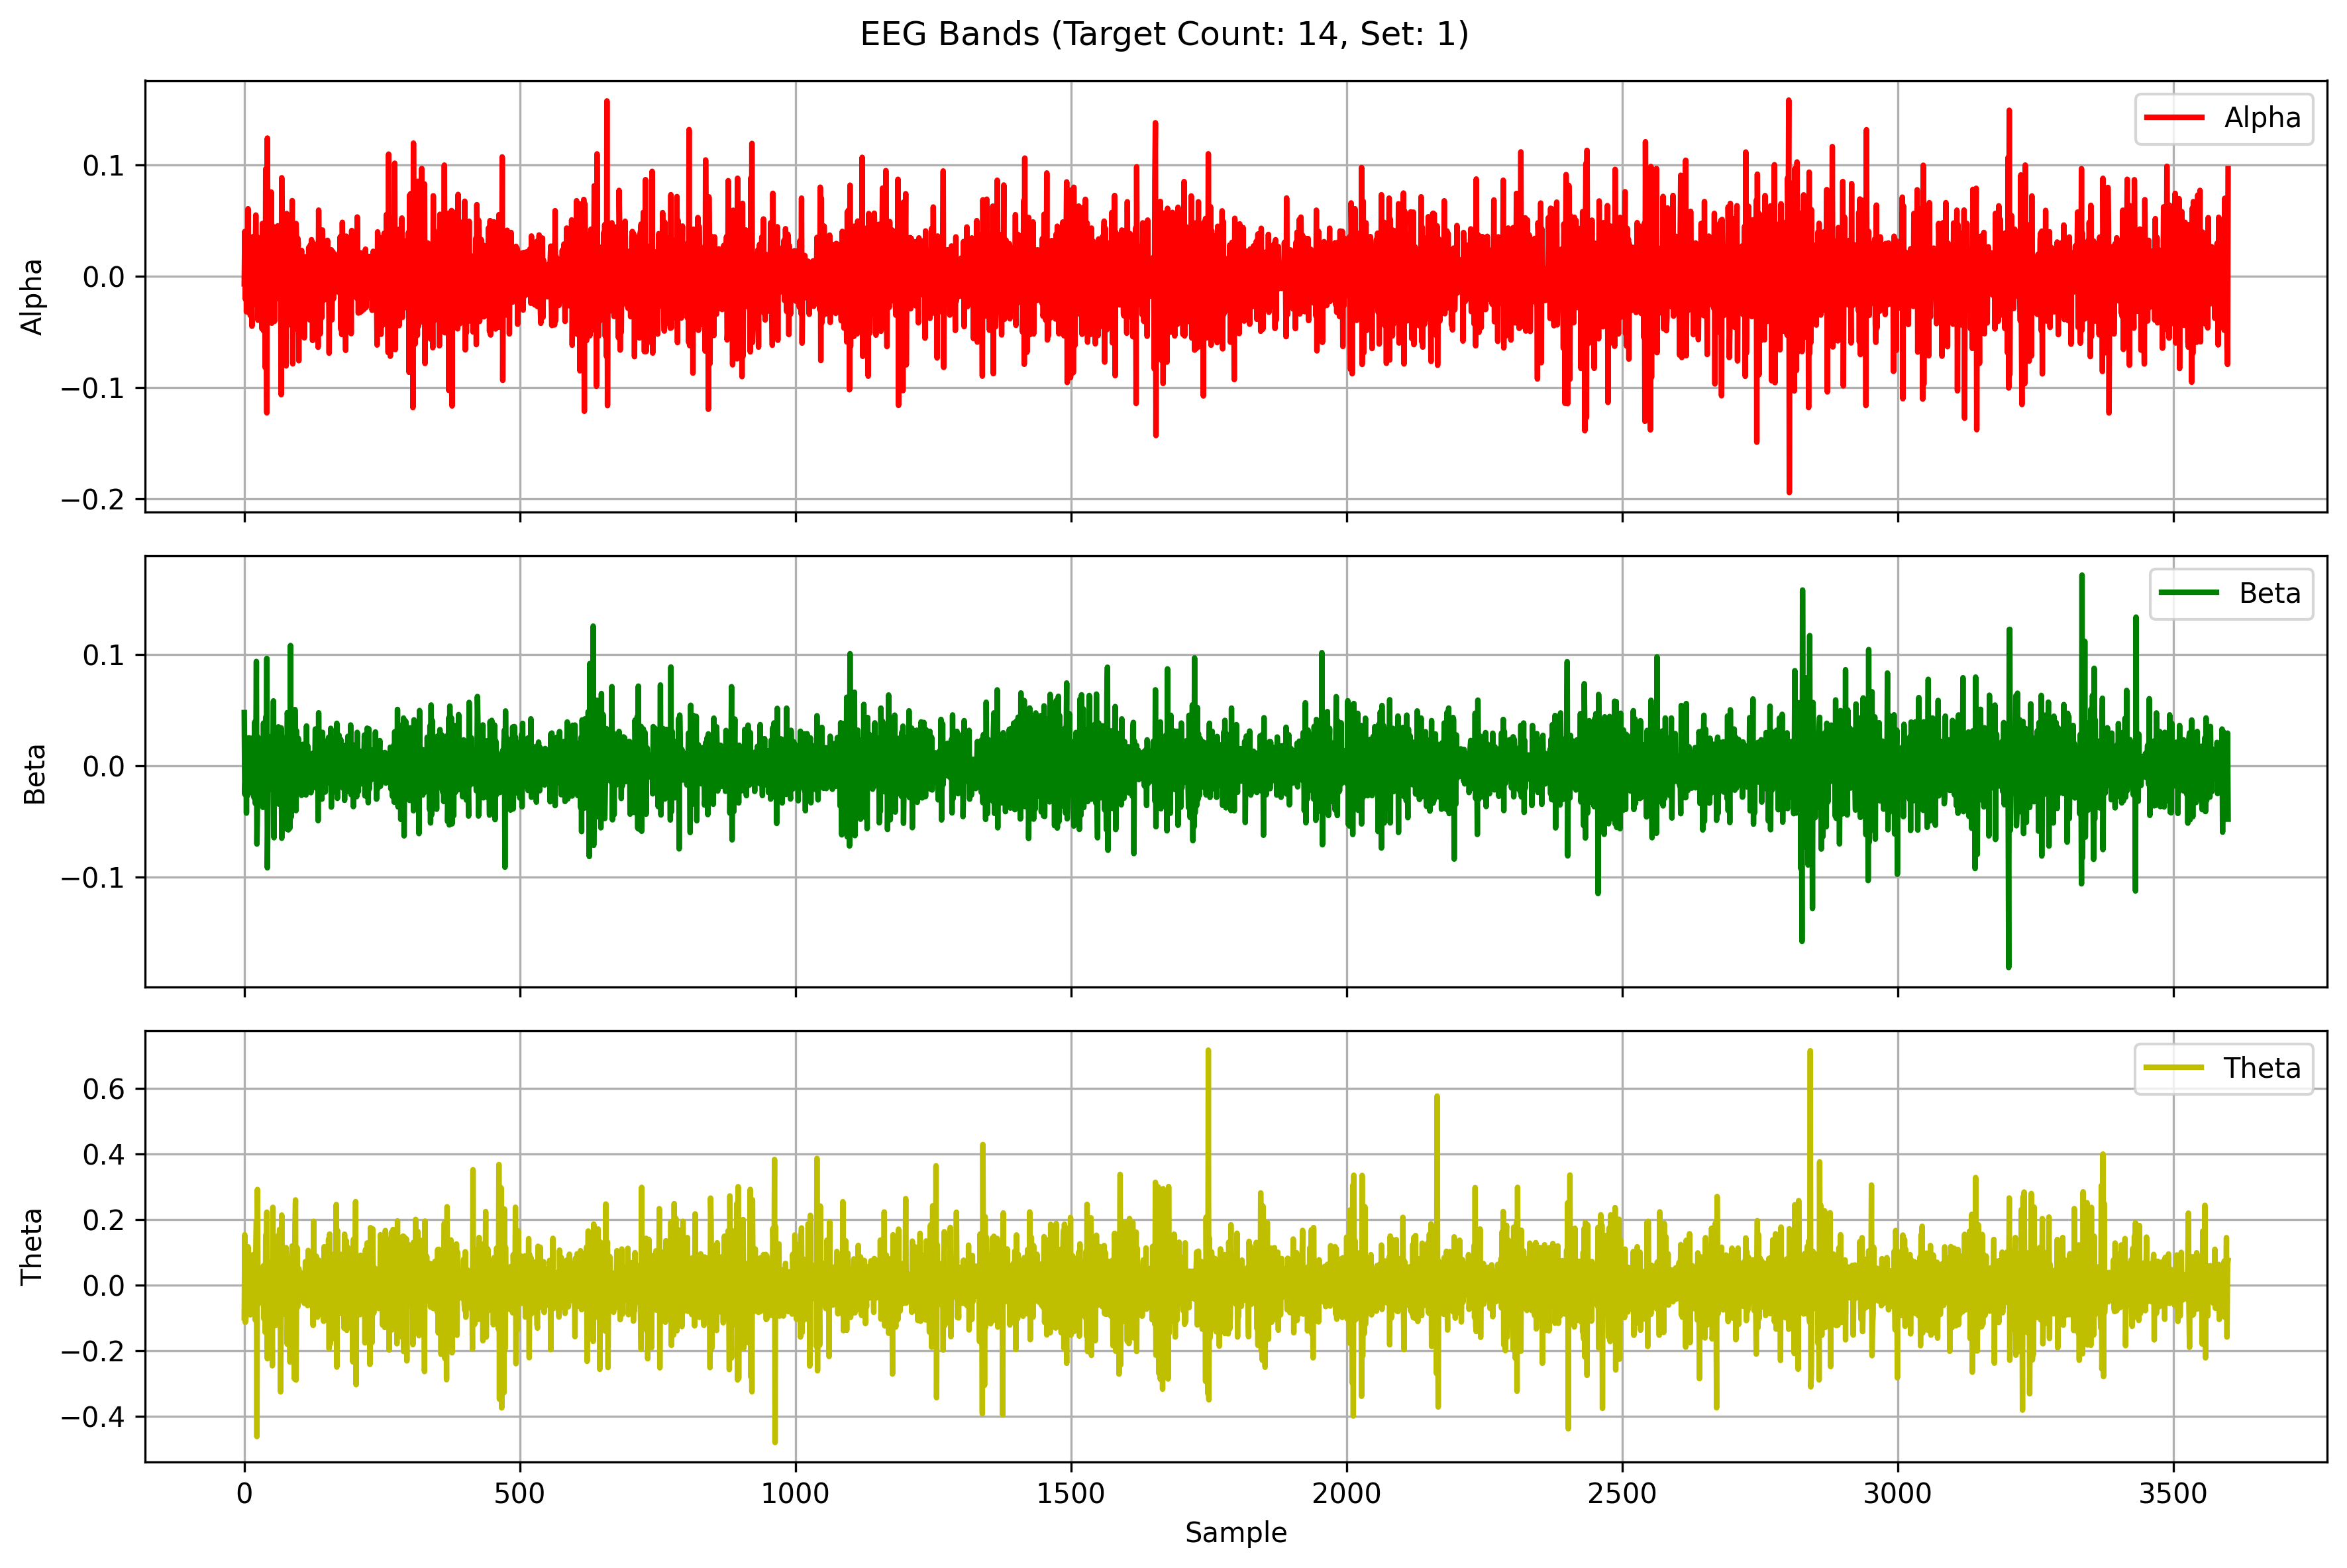 EEG Bands (Target Count: 14, Set: 1)
Alpha
0.1
0.0
−0.1
−0.2
Alpha
Beta
0.1
0.0
−0.1
Beta
Theta
0.6
0.4
0.2
0.0
−0.2
−0.4
Theta
0 500 1000 1500 2000 2500 3000 3500
Sample